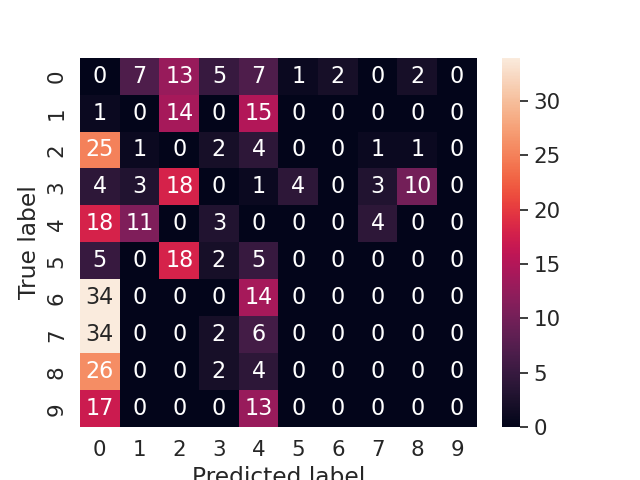 0 0 7 13 5 7 1 2 0 2 0
1 1 0 14 0 15 0 0 0 0 0
2 25 1 0 2 4 0 0 1 1 0
3 4 3 18 0 1 4 0 3 10 0
4 18 11 0 3 0 0 0 4 0 0
5 5 0 18 2 5 0 0 0 0 0
6 34 0 0 0 14 0 0 0 0 0
7 34 0 0 2 6 0 0 0 0 0
8 26 0 0 2 4 0 0 0 0 0
9 17 0 0 0 13 0 0 0 0 0
0 1 2 3 4 5 6 7 8 9
Predicted label
True label
30
25
20
15
10
5
0